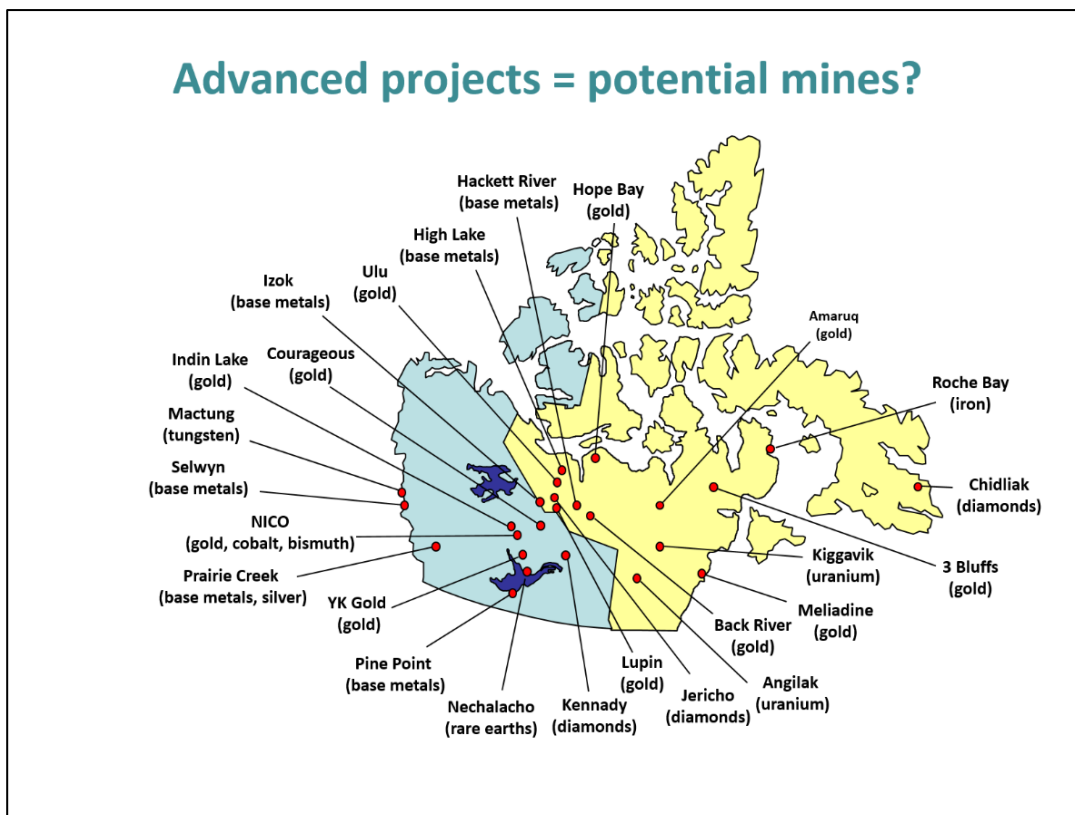 Advanced projects = potential mines?
Hackett River
(base metals)
Hope Bay
(gold)
High Lake
(base metals)
Ulu
(gold)
Izok
(base metals)
Amaruq
(gold)
Indin Lake
(gold)
Courageous
(gold)
Roche Bay
(iron)
Mactung
(tungsten)
Selwyn
(base metals)
Chidliak
(diamonds)
NICO
(gold, cobalt, bismuth)
Kiggavik
(uranium)
3 Bluffs
(gold)
Prairie Creek
(base metals, silver)
YK Gold
(gold)
Meliadine
(gold)
Back River
(gold)
Pine Point
(base metals)
Lupin
(gold)
Angilak
(uranium)
Jericho
(diamonds)
Nechalacho
(rare earths)
Kennady
(diamonds)